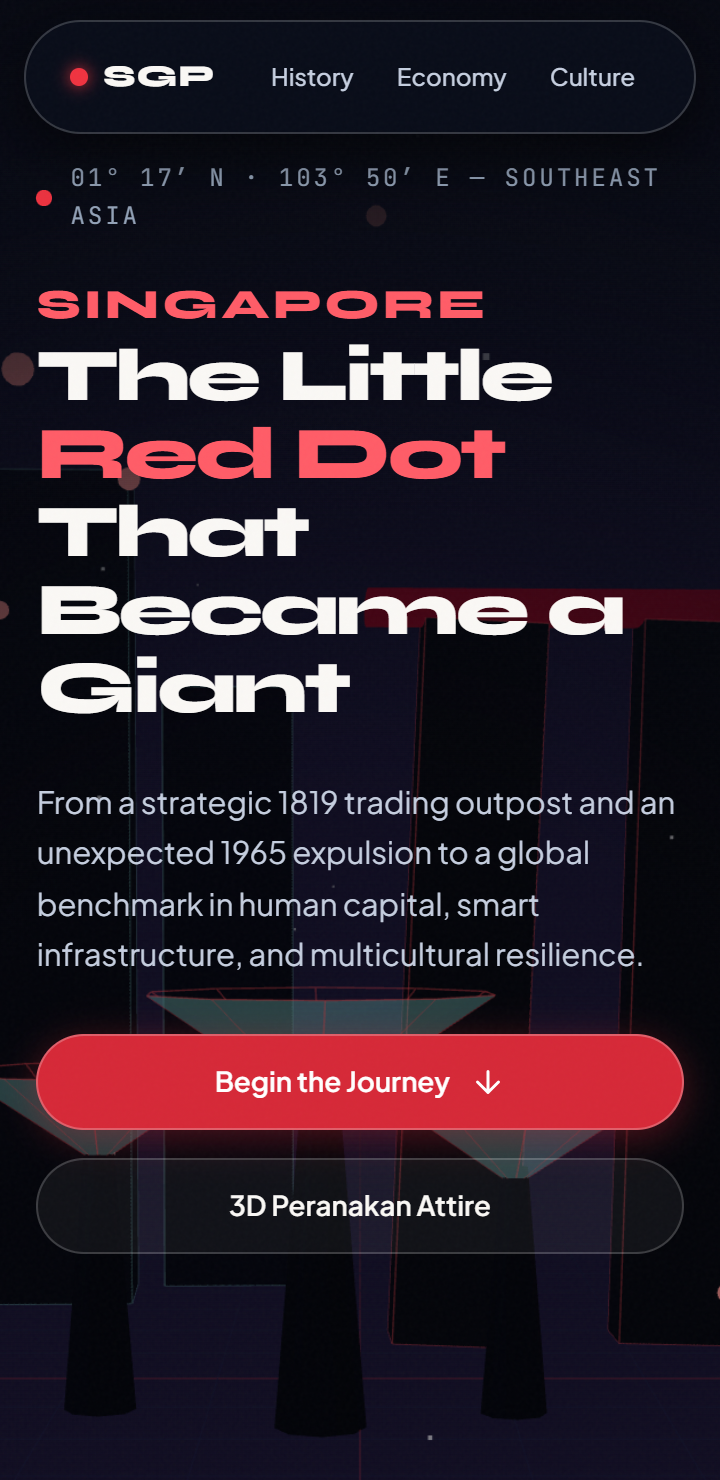 SGP History Economy Culture
01° 17′ N · 103° 50′ E — SOUTHEAST
ASIA
SINGAPORE
The Little
Red Dot
That
Became a
Giant
From a strategic 1819 trading outpost and an
unexpected 1965 expulsion to a global
benchmark in human capital, smart
infrastructure, and multicultural resilience.
Begin the Journey ↓
3D Peranakan Attire